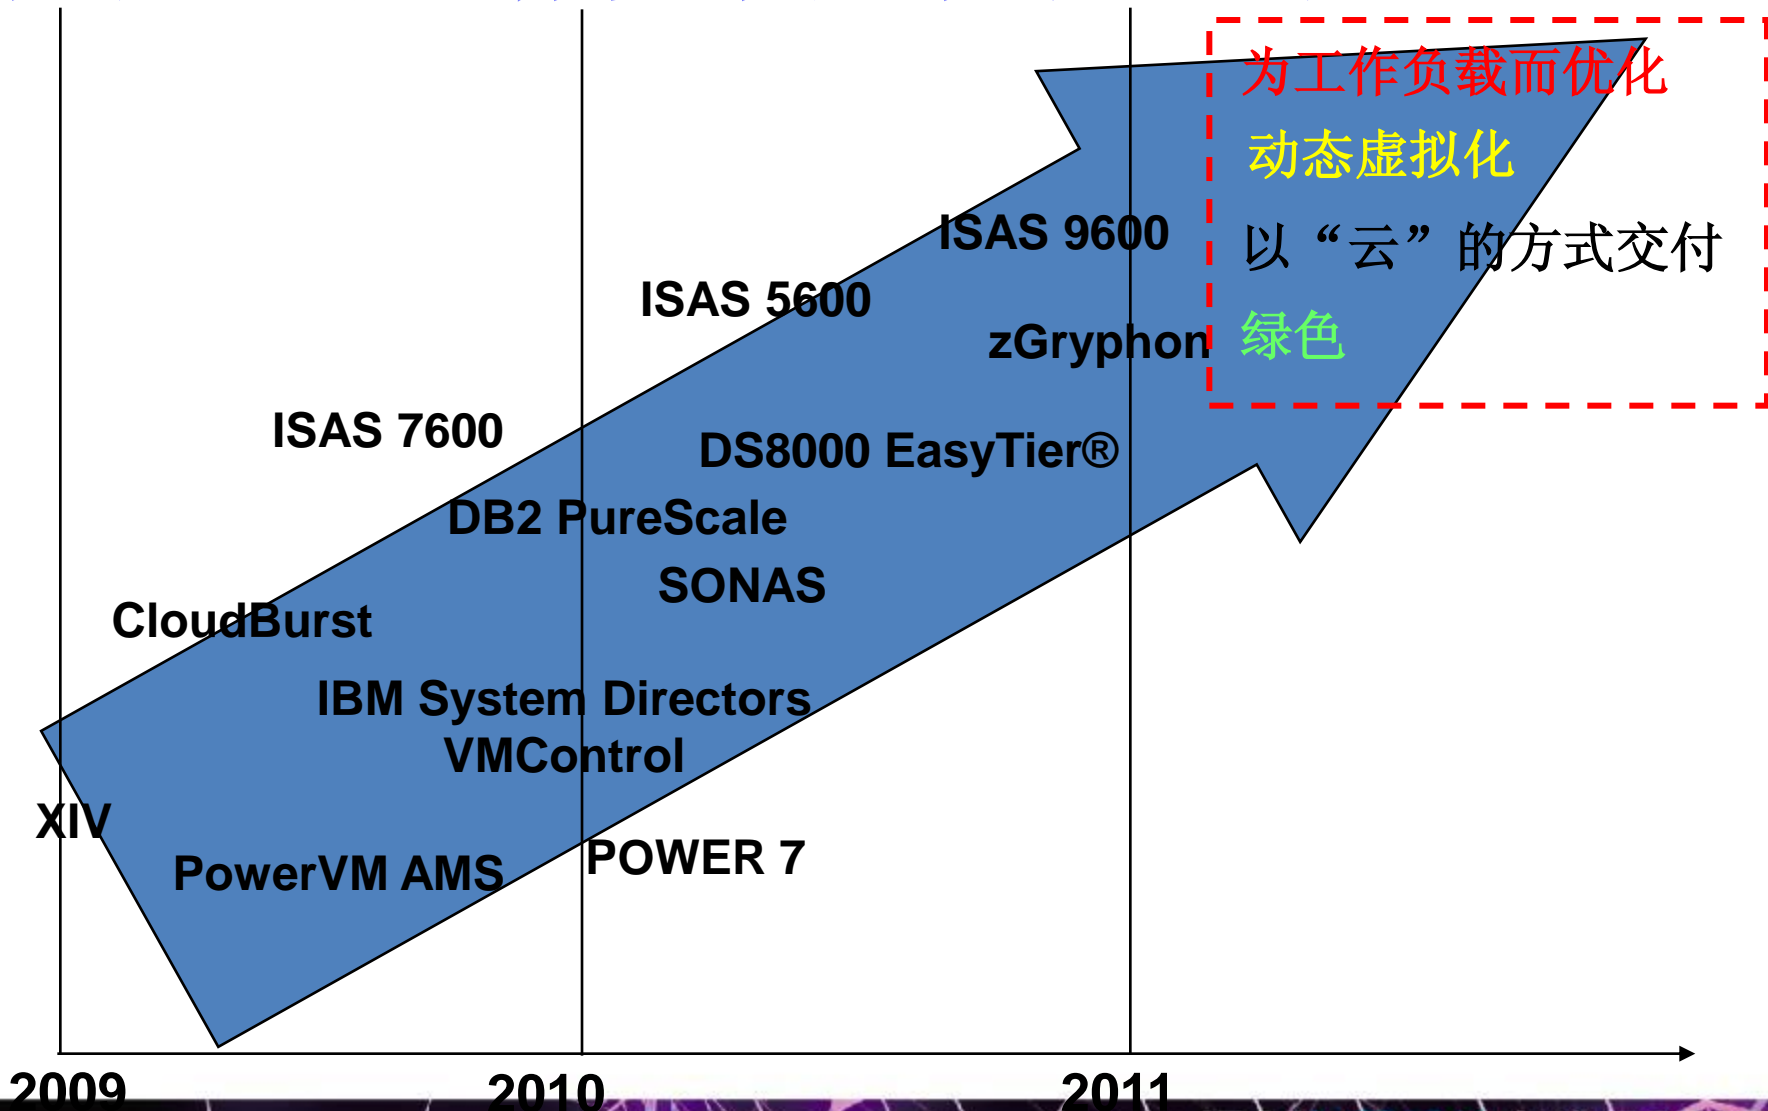 为工作负载而优化
动态虚拟化
以“云”的方式交付
绿色
ISAS 9600
ISAS 5600
zGryphon
ISAS 7600
DS8000 EasyTier®
DB2 PureScale
SONAS
CloudBurst
IBM System Directors
VMControl
XIV
PowerVM AMS
POWER 7
2009
2010
2011